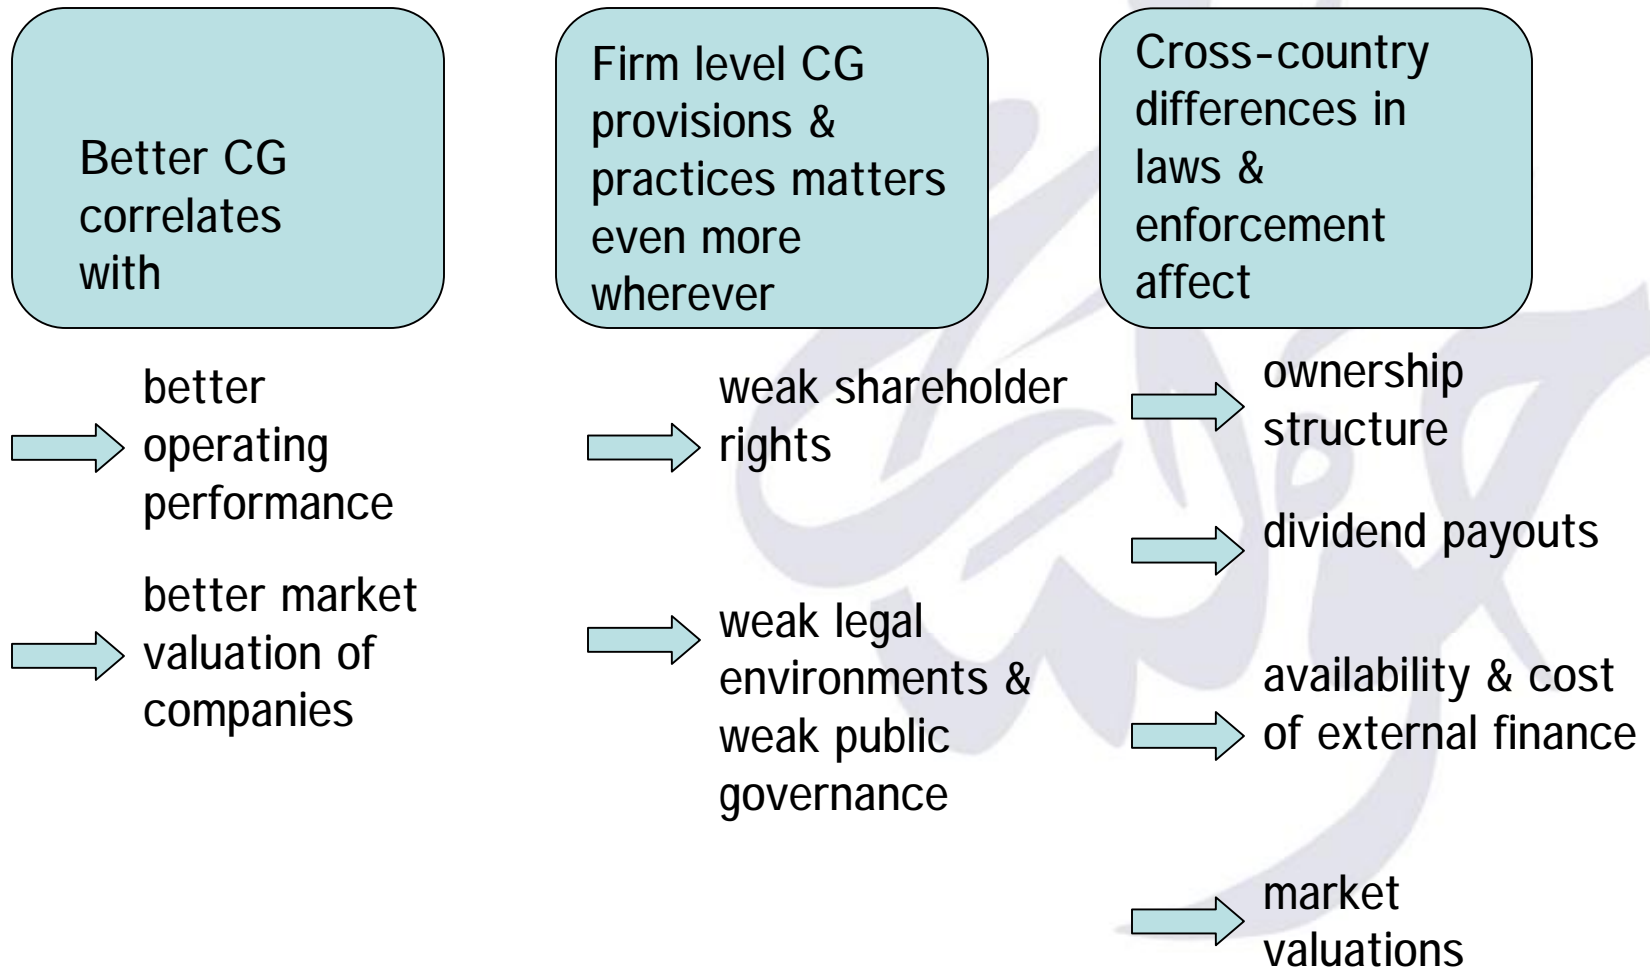 Better CG
correlates
with
better
operating
performance
better market
valuation of
companies
Firm level CG
provisions &
practices matters
even more
wherever
weak shareholder
rights
weak legal
environments &
weak public
governance
Cross-country
differences in
laws &
enforcement
affect
ownership
structure
dividend payouts
availability & cost
of external finance
market
valuations